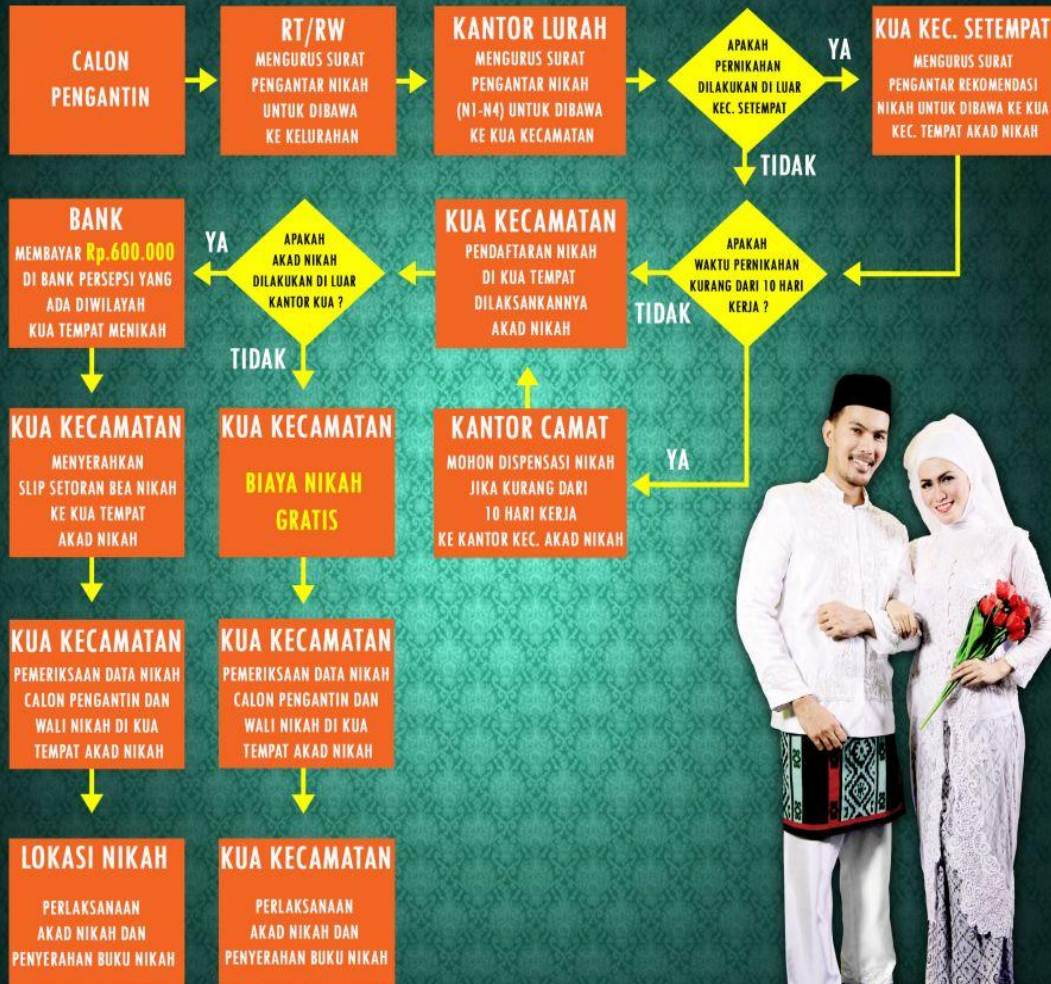 CALON
PENGANTIN
RT/RW
MENGURUS SURAT
PENGANTAR NIKAH
UNTUK DIBAWA
KE KELURAHAN
KANTOR LURAH
MENGURUS SURAT
PENGANTAR NIKAH
(N1-N4) UNTUK DIBAWA
KE KUA KECAMATAN
APAKAH
PERNIKAHAN
DILAKUKAN DI LUAR
KEC. SETEMPAT
YA
KUA KEC. SETEMPAT
MENGURUS SURAT
PENGANTAR REKOMENDASI
NIKAH UNTUK DIBAWA KE KUA
KEC. TEMPAT AKAD NIKAH
TIDAK
BANK
MEMBAYAR Rp.600.000
DI BANK PERSEPSI YANG
ADA DIWILAYAH
KUA TEMPAT MENIKAH
YA
APAKAH
AKAD NIKAH
DILAKUKAN DI LUAR
KANTOR KUA ?
TIDAK
KUA KECAMATAN
PENDAFTARAN NIKAH
DI KUA TEMPAT
DILAKSANKANNYA
AKAD NIKAH
TIDAK
APAKAH
WAKTU PERNIKAHAN
KURANG DARI 10 HARI
KERJA ?
KUA KECAMATAN
MENYERAHKAN
SLIP SETORAN BEA NIKAH
KE KUA TEMPAT
AKAD NIKAH
KUA KECAMATAN
BIAYA NIKAH
GRATIS
KANTOR CAMAT
MOHON DISPENSASI NIKAH
JIKA KURANG DARI
10 HARI KERJA
KE KANTOR KEC. AKAD NIKAH
YA
KUA KECAMATAN
PEMERIKSAAN DATA NIKAH
CALON PENGANTIN DAN
WALI NIKAH DI KUA
TEMPAT AKAD NIKAH
KUA KECAMATAN
PEMERIKSAAN DATA NIKAH
CALON PENGANTIN DAN
WALI NIKAH DI KUA
TEMPAT AKAD NIKAH
LOKASI NIKAH
PERLAKSANAAN
AKAD NIKAH DAN
PENYERAHAN BUKU NIKAH
KUA KECAMATAN
PERLAKSANAAN
AKAD NIKAH DAN
PENYERAHAN BUKU NIKAH